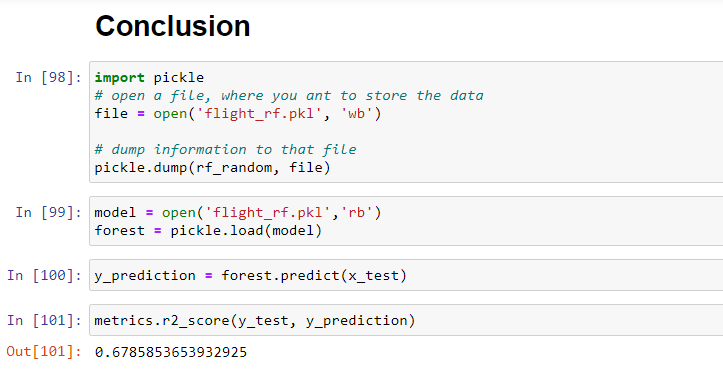 Conclusion
In [98]: import pickle
# open a file, where you ant to store the data
file = open('flight_rf.pkl', 'wb')
# dump information to that file
pickle.dump(rf_random, file)
In [99]: model = open('flight_rf.pkl','rb')
forest = pickle.load(model)
In [100]: y_prediction = forest.predict(x_test)
In [101]: metrics.r2_score(y_test, y_prediction)
Out[101]: 0.6785853653932925